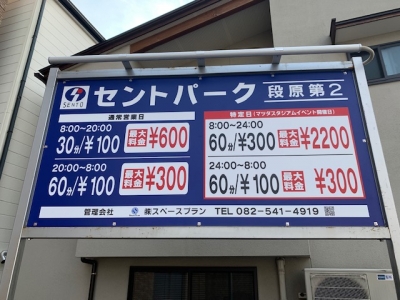 SENTO
セントパーク 段原第2
通常営業日
8:00~20:00
30分/¥100 最大料金¥600
20:00~8:00
60分/¥100 最大料金¥300
特定日(マツダスタジアムイベント開催日)
8:00~24:00
60分/¥300 最大料金¥2200
24:00~8:00
60分/¥100 最大料金¥300
管理会社 ㈱スペースプラン TEL 082-541-4919